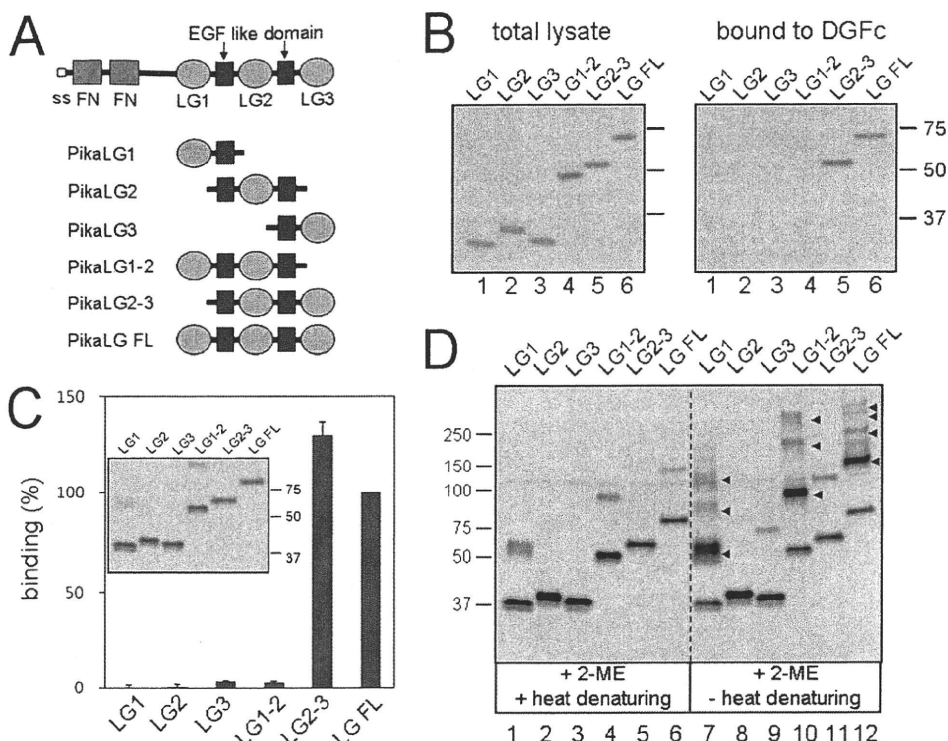 A
EGF like domain
ss FN FN LG1 LG2 LG3
PikaLG1
PikaLG2
PikaLG3
PikaLG1-2
PikaLG2-3
PikaLG FL
B
total lysate
bound to DGFc
LG1 LG2 LG3 LG1-2 LG2-3 LG FL
LG1 LG2 LG3 LG1-2 LG2-3 LG FL
75
50
37
1 2 3 4 5 6
1 2 3 4 5 6
C
binding (%)
150
100
50
0
LG1 LG2 LG3 LG1-2 LG2-3 LG FL
75
50
37
LG1 LG2 LG3 LG1-2 LG2-3 LG FL
D
LG1 LG2 LG3 LG1-2 LG2-3 LG FL LG1 LG2 LG3 LG1-2 LG2-3 LG FL
250
150
100
75
50
37
+ 2-ME
+ heat denaturing
+ 2-ME
- heat denaturing
1 2 3 4 5 6 7 8 9 10 11 12